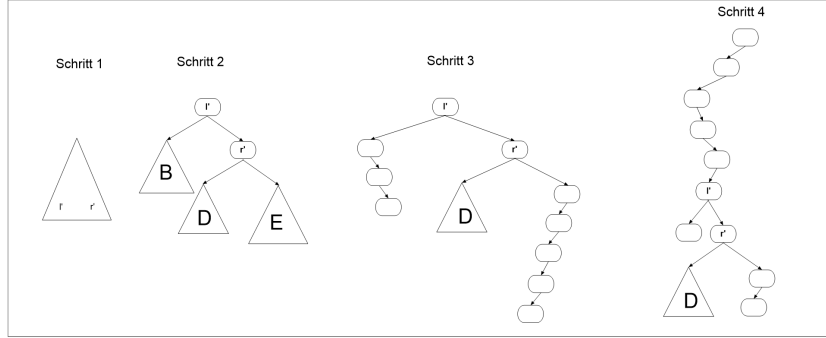 Schritt 1
l' r'
Schritt 2
l'
r'
B
D
E
Schritt 3
l'
r'
D
Schritt 4
l'
r'
D